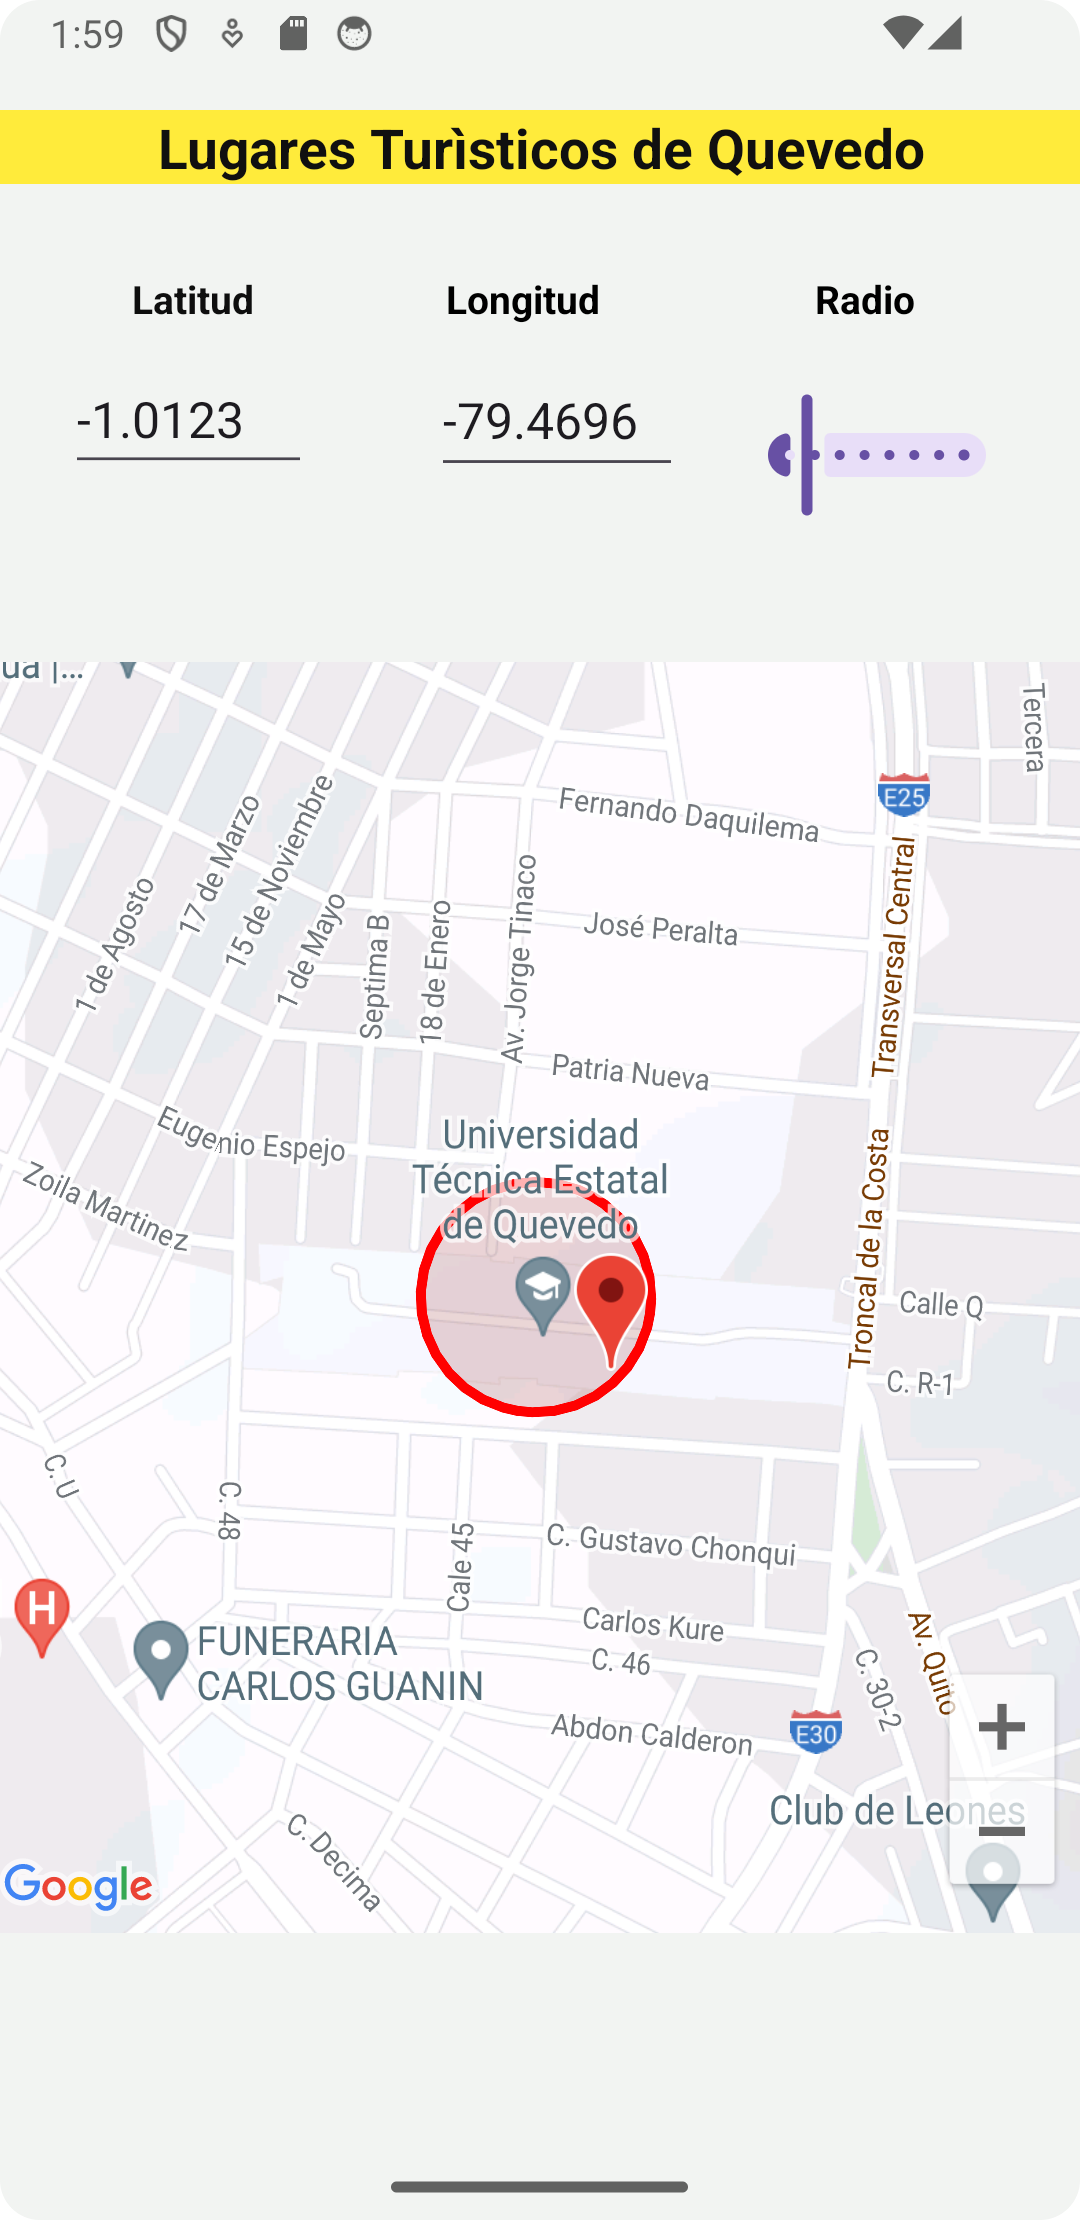 1:59
Lugares Turìsticos de Quevedo
Latitud
Longitud
Radio
-1.0123
-79.4696
ua |...
Tercera
E25
Fernando Daquilema
17 de Marzo
15 de Noviembre
1 de Agosto
1 de Mayo
Septima B
18 de Enero
Av. Jorge Tinaco
José Peralta
Transversal Central
Patria Nueva
Eugenio Espejo
Universidad
Técnica Estatal
de Quevedo
Zoila Martinez
Troncal de la Costa
Calle Q
C. R-1
C. U
C. 48
Cale 45
C. Gustavo Chonqui
H
Carlos Kure
FUNERARIA
CARLOS GUANIN
C. 46
C. 30-2
Av. Quito
Abdon Calderon
E30
Club de Leones
C. Decima
Google